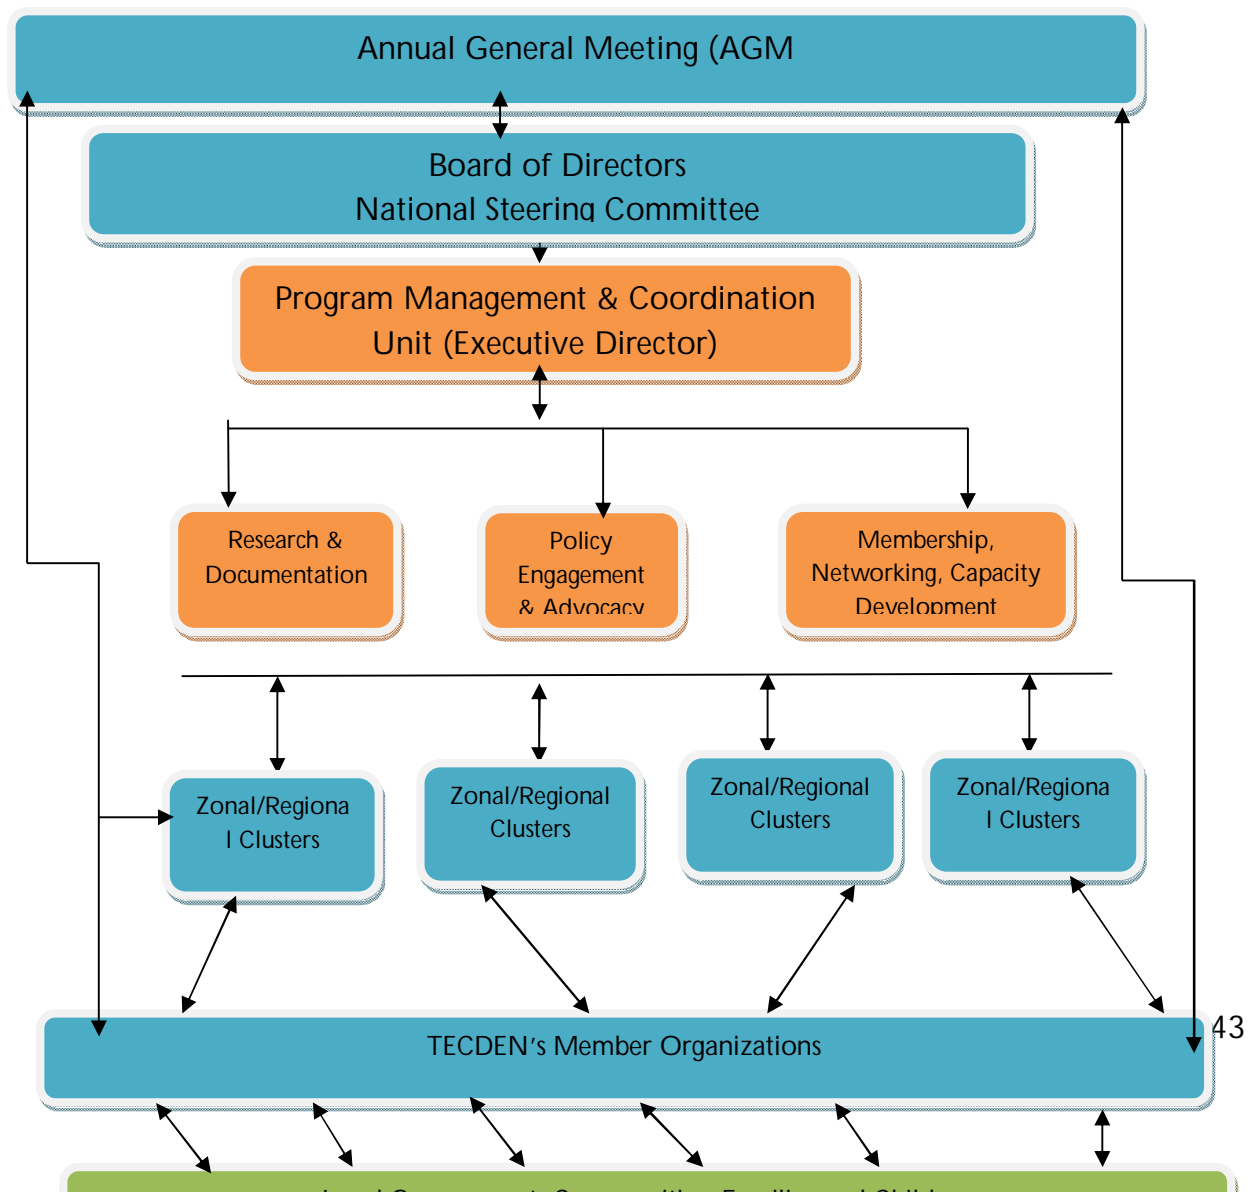 Annual General Meeting (AGM
Board of Directors
National Steering Committee
Program Management & Coordination
Unit (Executive Director)
Research &
Documentation
Policy
Engagement
& Advocacy
Membership,
Networking, Capacity
Development
Zonal/Regiona
l Clusters
Zonal/Regional
Clusters
Zonal/Regional
Clusters
Zonal/Regiona
l Clusters
43
TECDEN's Member Organizations